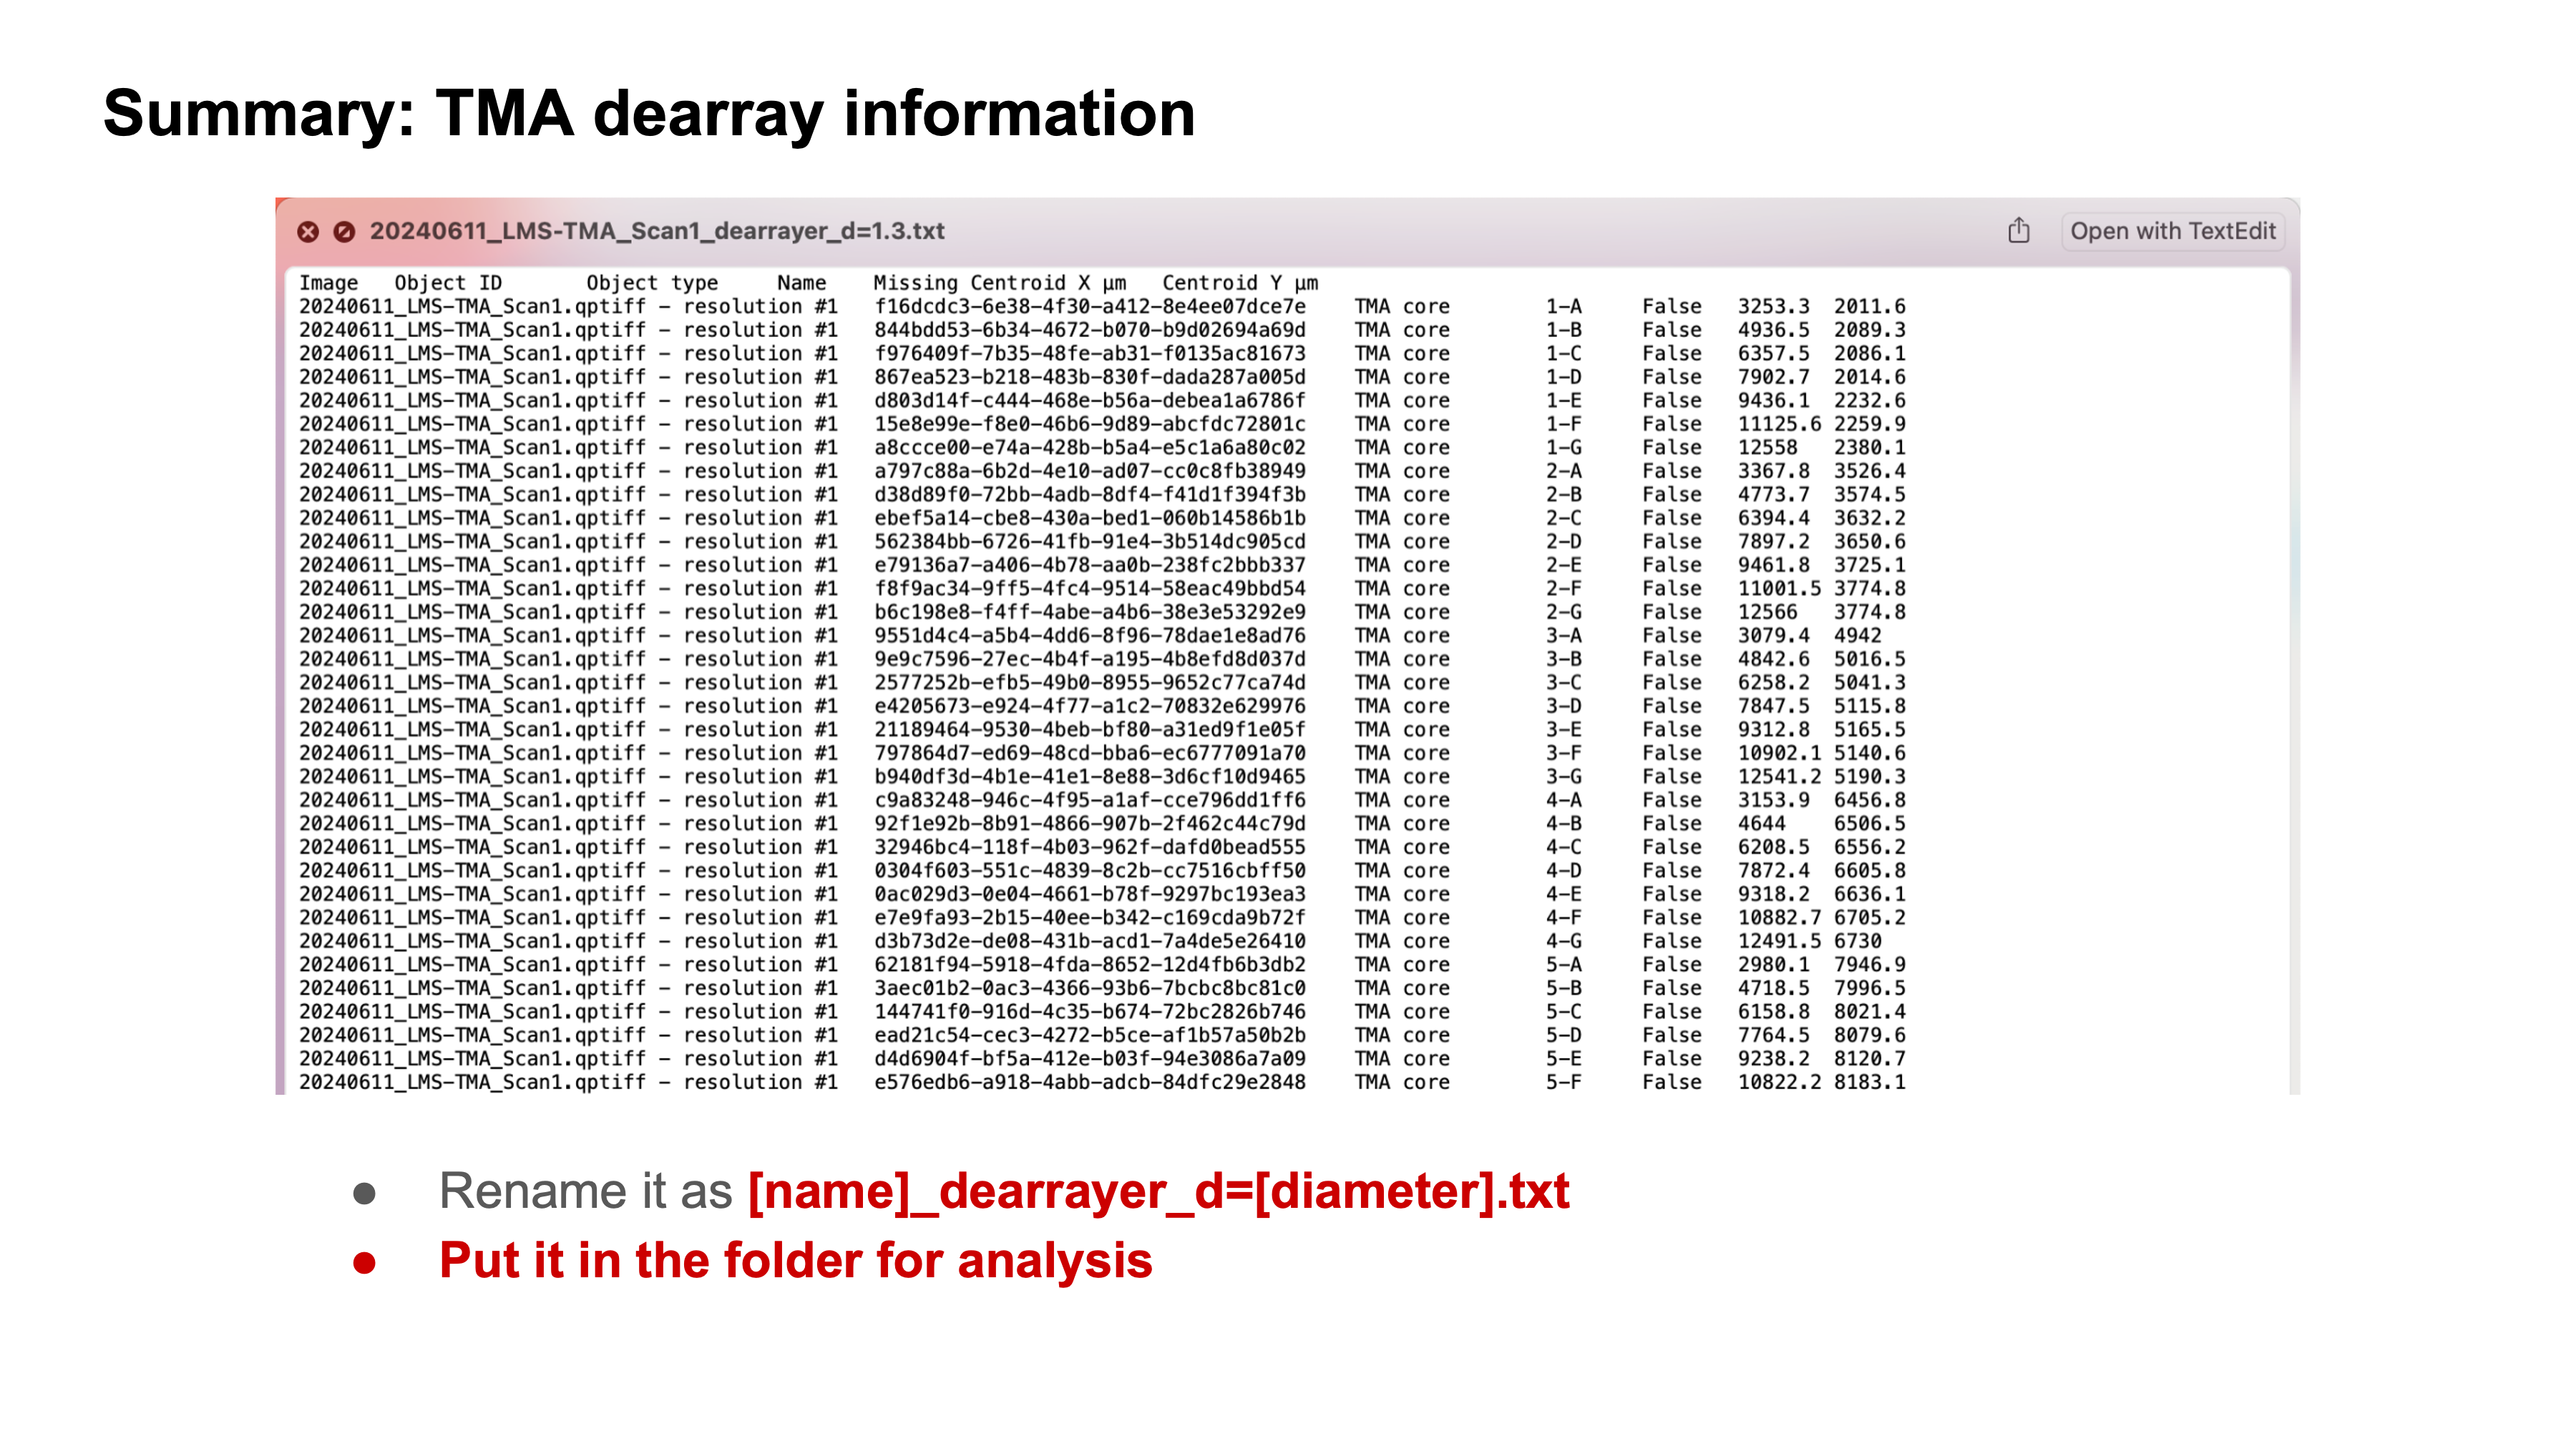 Summary: TMA dearray information
20240611_LMS-TMA_Scan1_dearrayer_d=1.3.txt
Open with TextEdit
Image Object ID Object type Name Missing Centroid X µm Centroid Y µm
20240611_LMS-TMA_Scan1.qptiff – resolution #1 f16dcdc3-6e38-4f30-a412-8e4ee07dce7e TMA core 1-A False 3253.3 2011.6
20240611_LMS-TMA_Scan1.qptiff – resolution #1 844bdd53-6b34-4672-b070-b9d02694a69d TMA core 1-B False 4936.5 2089.3
20240611_LMS-TMA_Scan1.qptiff – resolution #1 f976409f-7b35-48fe-ab31-f0135ac81673 TMA core 1-C False 6357.5 2086.1
20240611_LMS-TMA_Scan1.qptiff – resolution #1 867ea523-b218-483b-830f-dada287a005d TMA core 1-D False 7902.7 2014.6
20240611_LMS-TMA_Scan1.qptiff – resolution #1 d803d14f-c444-468e-b56a-debea1a6786f TMA core 1-E False 9436.1 2232.6
20240611_LMS-TMA_Scan1.qptiff – resolution #1 15e8e99e-f8e0-46b6-9d89-abcfdc72801c TMA core 1-F False 11125.6 2259.9
20240611_LMS-TMA_Scan1.qptiff – resolution #1 a8ccce00-e74a-428b-b5a4-e5c1a6a80c02 TMA core 1-G False 12558 2380.1
20240611_LMS-TMA_Scan1.qptiff – resolution #1 a797c88a-6b2d-4e10-ad07-cc0c8fb38949 TMA core 2-A False 3367.8 3526.4
20240611_LMS-TMA_Scan1.qptiff – resolution #1 d38d89f0-72bb-4adb-8df4-f41d1f394f3b TMA core 2-B False 4773.7 3574.5
20240611_LMS-TMA_Scan1.qptiff – resolution #1 ebef5a14-cbe8-430a-bed1-060b14586b1b TMA core 2-C False 6394.4 3632.2
20240611_LMS-TMA_Scan1.qptiff – resolution #1 562384bb-6726-41fb-91e4-3b514dc905cd TMA core 2-D False 7897.2 3650.6
20240611_LMS-TMA_Scan1.qptiff – resolution #1 e79136a7-a406-4b78-aa0b-238fc2bbb337 TMA core 2-E False 9461.8 3725.1
20240611_LMS-TMA_Scan1.qptiff – resolution #1 f8f9ac34-9ff5-4fc4-9514-58eac49bbd54 TMA core 2-F False 11001.5 3774.8
20240611_LMS-TMA_Scan1.qptiff – resolution #1 b6c198e8-f4ff-4abe-a4b6-38e3e53292e9 TMA core 2-G False 12566 3774.8
20240611_LMS-TMA_Scan1.qptiff – resolution #1 9551d4c4-a5b4-4dd6-8f96-78dae1e8ad76 TMA core 3-A False 3079.4 4942
20240611_LMS-TMA_Scan1.qptiff – resolution #1 9e9c7596-27ec-4b4f-a195-4b8efd8d037d TMA core 3-B False 4842.6 5016.5
20240611_LMS-TMA_Scan1.qptiff – resolution #1 2577252b-efb5-49b0-8955-9652c77ca74d TMA core 3-C False 6258.2 5041.3
20240611_LMS-TMA_Scan1.qptiff – resolution #1 e4205673-e924-4f77-a1c2-70832e629976 TMA core 3-D False 7847.5 5115.8
20240611_LMS-TMA_Scan1.qptiff – resolution #1 21189464-9530-4beb-bf80-a31ed9f1e05f TMA core 3-E False 9312.8 5165.5
20240611_LMS-TMA_Scan1.qptiff – resolution #1 797864d7-ed69-48cd-bba6-ec6777091a70 TMA core 3-F False 10902.1 5140.6
20240611_LMS-TMA_Scan1.qptiff – resolution #1 b940df3d-4b1e-41e1-8e88-3d6cf10d9465 TMA core 3-G False 12541.2 5190.3
20240611_LMS-TMA_Scan1.qptiff – resolution #1 c9a83248-946c-4f95-a1af-cce796dd1ff6 TMA core 4-A False 3153.9 6456.8
20240611_LMS-TMA_Scan1.qptiff – resolution #1 92f1e92b-8b91-4866-907b-2f462c44c79d TMA core 4-B False 4644 6506.5
20240611_LMS-TMA_Scan1.qptiff – resolution #1 32946bc4-118f-4b03-962f-dafd0bead555 TMA core 4-C False 6208.5 6556.2
20240611_LMS-TMA_Scan1.qptiff – resolution #1 0304f603-551c-4839-8c2b-cc7516cbff50 TMA core 4-D False 7872.4 6605.8
20240611_LMS-TMA_Scan1.qptiff – resolution #1 0ac029d3-0e04-4661-b78f-9297bc193ea3 TMA core 4-E False 9318.2 6636.1
20240611_LMS-TMA_Scan1.qptiff – resolution #1 e7e9fa93-2b15-40ee-b342-c169cda9b72f TMA core 4-F False 10882.7 6705.2
20240611_LMS-TMA_Scan1.qptiff – resolution #1 d3b73d2e-de08-431b-acd1-7a4de5e26410 TMA core 4-G False 12491.5 6730
20240611_LMS-TMA_Scan1.qptiff – resolution #1 62181f94-5918-4fda-8652-12d4fb6b3db2 TMA core 5-A False 2980.1 7946.9
20240611_LMS-TMA_Scan1.qptiff – resolution #1 3aec01b2-0ac3-4366-93b6-7bcbc8bc81c0 TMA core 5-B False 4718.5 7996.5
20240611_LMS-TMA_Scan1.qptiff – resolution #1 144741f0-916d-4c35-b674-72bc2826b746 TMA core 5-C False 6158.8 8021.4
20240611_LMS-TMA_Scan1.qptiff – resolution #1 ead21c54-cec3-4272-b5ce-af1b57a50b2b TMA core 5-D False 7764.5 8079.6
20240611_LMS-TMA_Scan1.qptiff – resolution #1 d4d6904f-bf5a-412e-b03f-94e3086a7a09 TMA core 5-E False 9238.2 8120.7
20240611_LMS-TMA_Scan1.qptiff – resolution #1 e576edb6-a918-4abb-adcb-84dfc29e2848 TMA core 5-F False 10822.2 8183.1
● Rename it as [name]_dearrayer_d=[diameter].txt
● Put it in the folder for analysis